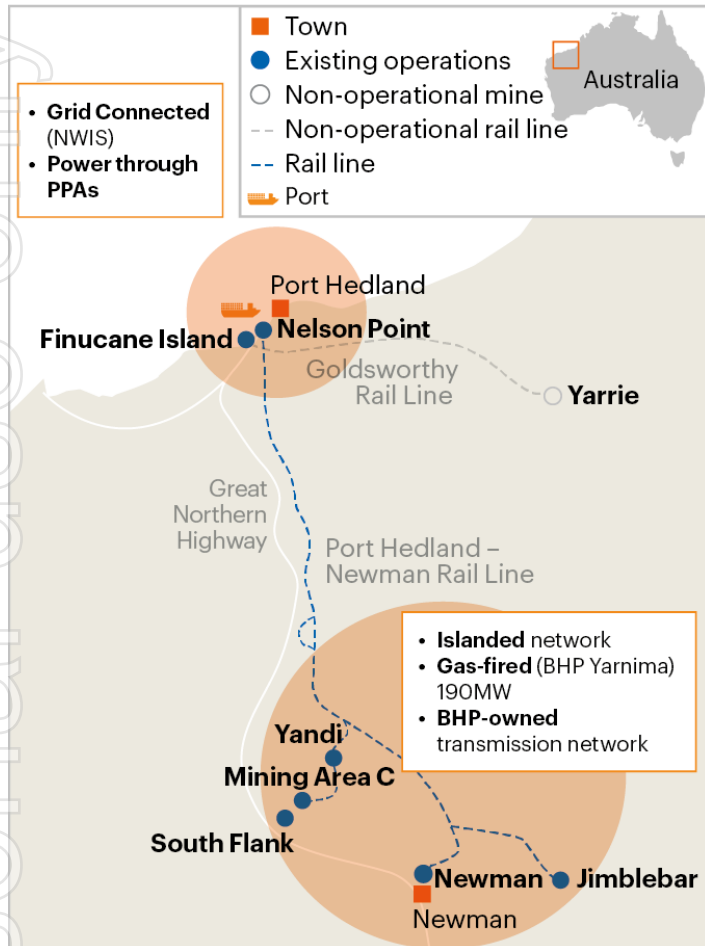 Town
Existing operations
Non-operational mine
Non-operational rail line
Rail line
Port
Australia
• Grid Connected
(NWIS)
• Power through
PPAs
Port Hedland
Nelson Point
Finucane Island
Goldsworthy
Rail Line
Yarrie
Great
Northern
Highway
Port Hedland –
Newman Rail Line
• Islanded network
• Gas-fired (BHP Yarnima)
190MW
• BHP-owned
transmission network
Yandi
Mining Area C
South Flank
Newman
Jimblebar
Newman